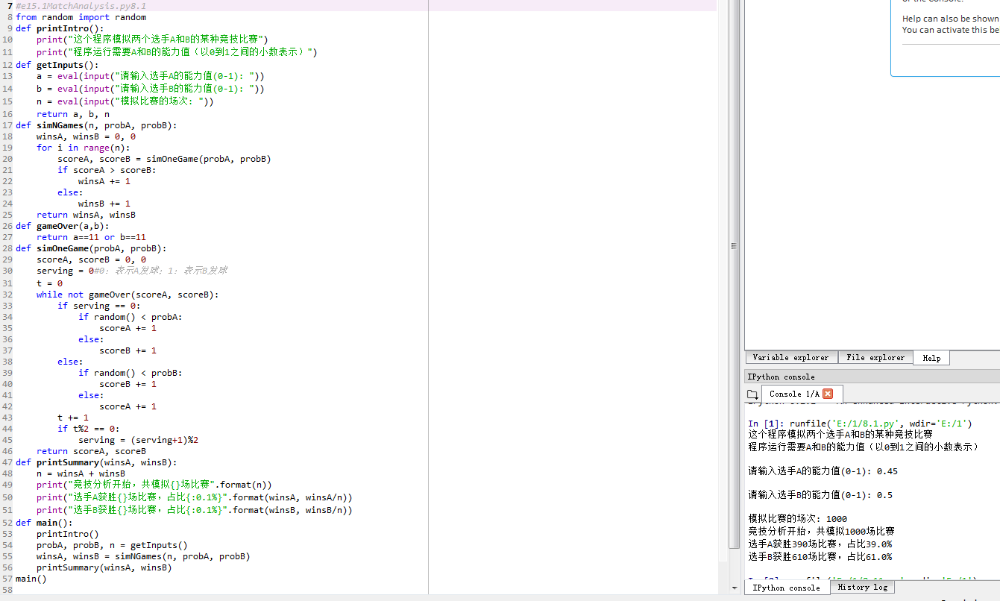 7 #e15.1MatchAnalysis.py8.1
8 from random import random
9 def printIntro():
10     print("这个程序模拟两个选手A和B的某种竞技比赛")
11     print("程序运行需要A和B的能力值（以0到1之间的小数表示）")
12 def getInputs():
13     a = eval(input("请输入选手A的能力值(0-1): "))
14     b = eval(input("请输入选手B的能力值(0-1): "))
15     n = eval(input("模拟比赛的场次: "))
16     return a, b, n
17 def simNGames(n, probA, probB):
18     winsA, winsB = 0, 0
19     for i in range(n):
20         scoreA, scoreB = simOneGame(probA, probB)
21         if scoreA > scoreB:
22             winsA += 1
23         else:
24             winsB += 1
25     return winsA, winsB
26 def gameOver(a,b):
27     return a==11 or b==11
28 def simOneGame(probA, probB):
29     scoreA, scoreB = 0, 0
30     serving = 0#0：表示A发球；1：表示B发球
31     t = 0
32     while not gameOver(scoreA, scoreB):
33         if serving == 0:
34             if random() < probA:
35                 scoreA += 1
36             else:
37                 scoreB += 1
38         else:
39             if random() < probB:
40                 scoreB += 1
41             else:
42                 scoreA += 1
43         t += 1
44         if t%2 == 0:
45             serving = (serving+1)%2
46     return scoreA, scoreB
47 def printSummary(winsA, winsB):
48     n = winsA + winsB
49     print("竞技分析开始，共模拟{}场比赛".format(n))
50     print("选手A获胜{}场比赛，占比{:0.1%}".format(winsA, winsA/n))
51     print("选手B获胜{}场比赛，占比{:0.1%}".format(winsB, winsB/n))
52 def main():
53     printIntro()
54     probA, probB, n = getInputs()
55     winsA, winsB = simNGames(n, probA, probB)
56     printSummary(winsA, winsB)
57 main()
58
Help can also be shown
You can activate this be
Variable explorer File explorer Help
IPython console
Console 1/A
In [1]: runfile('E:/1/8.1.py', wdir='E:/1')
这个程序模拟两个选手A和B的某种竞技比赛
程序运行需要A和B的能力值（以0到1之间的小数表示）
请输入选手A的能力值(0-1): 0.45
请输入选手B的能力值(0-1): 0.5
模拟比赛的场次: 1000
竞技分析开始，共模拟1000场比赛
选手A获胜390场比赛，占比39.0%
选手B获胜610场比赛，占比61.0%
IPython console History log